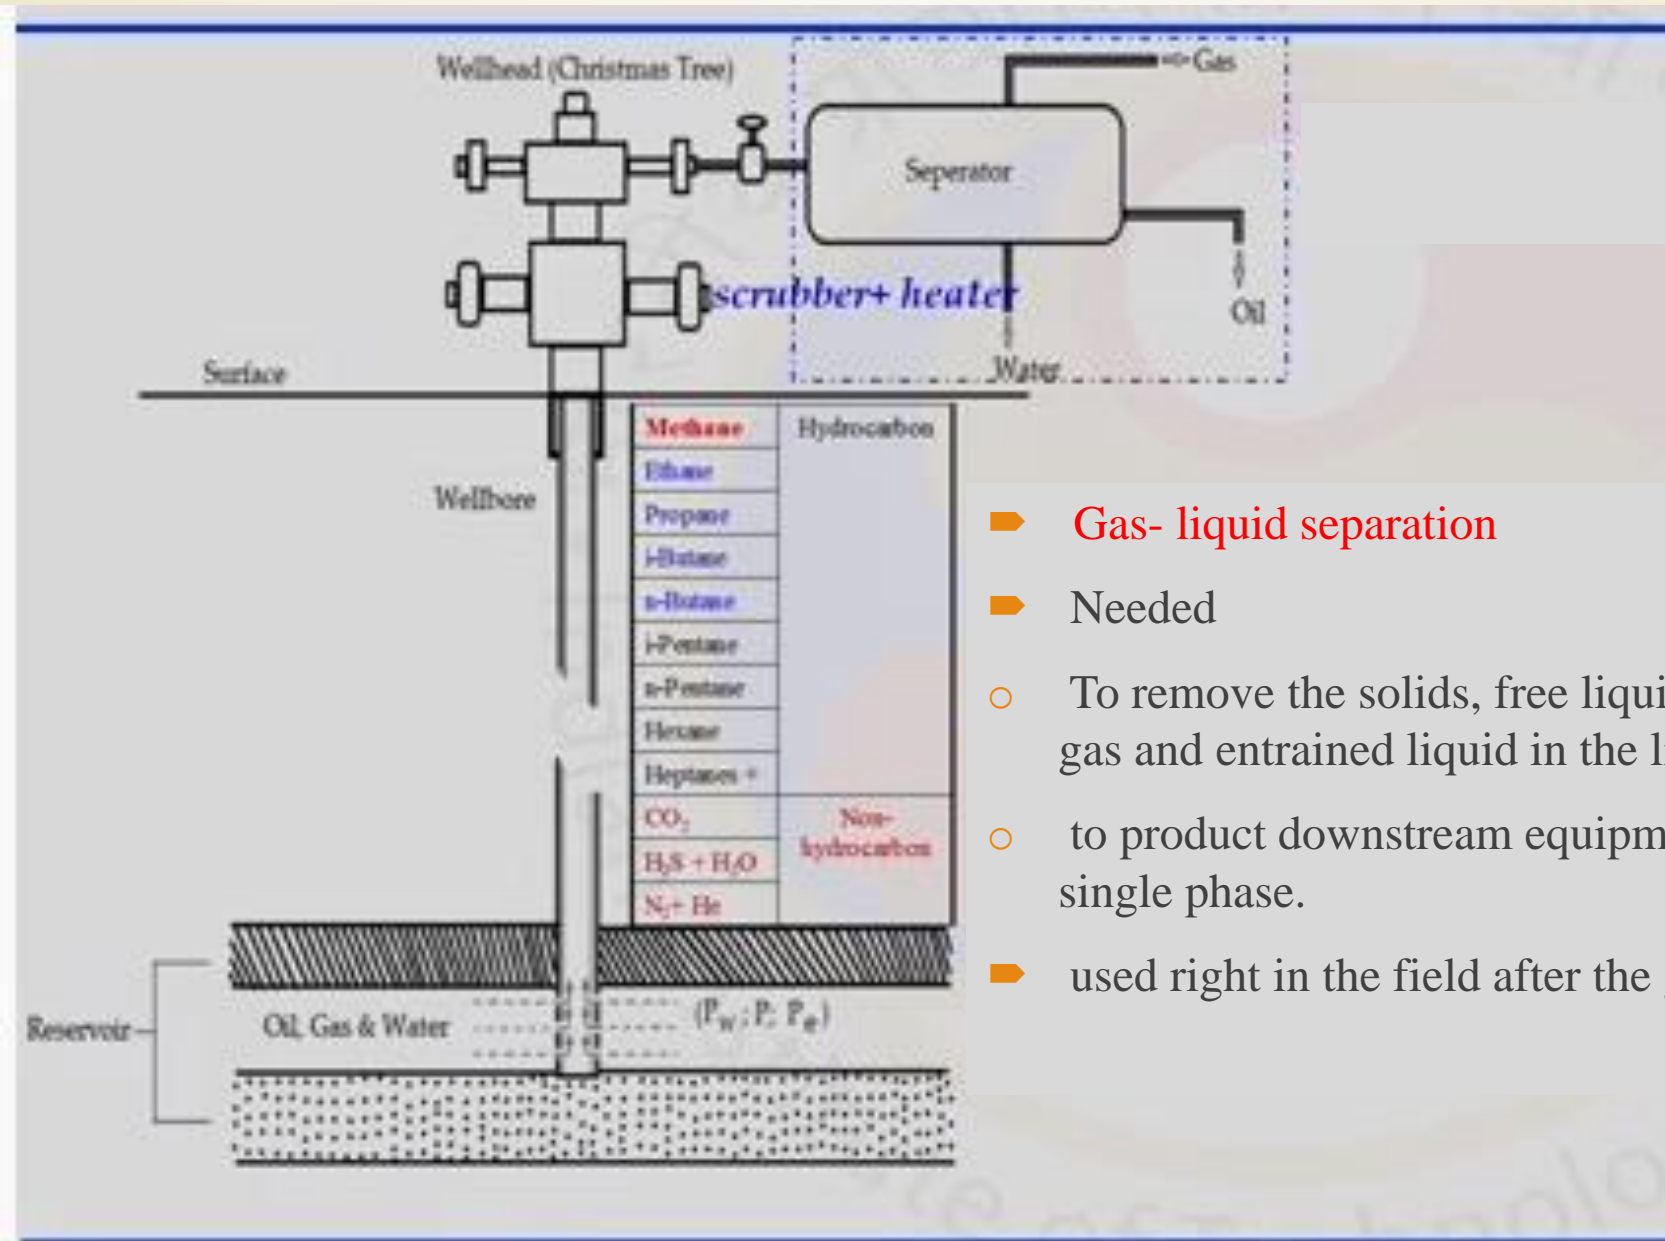 Wellhead (Christmas Tree)
Gas
Seperator
scrubber+ heater
Oil
Water
Surface
Methane
Hydrocarbon
Ethane
Propane
i-Butane
n-Butane
i-Pentane
n-Pentane
Hexane
Heptanes +
CO₂
Non-
hydrocarbon
H₂S + H₂O
N₂+ He
Wellbore
Gas- liquid separation
Needed
To remove the solids, free liqui
gas and entrained liquid in the li
to product downstream equipm
single phase.
used right in the field after the
Reservoir
Oil, Gas & Water
(Pw ; P; Pe)